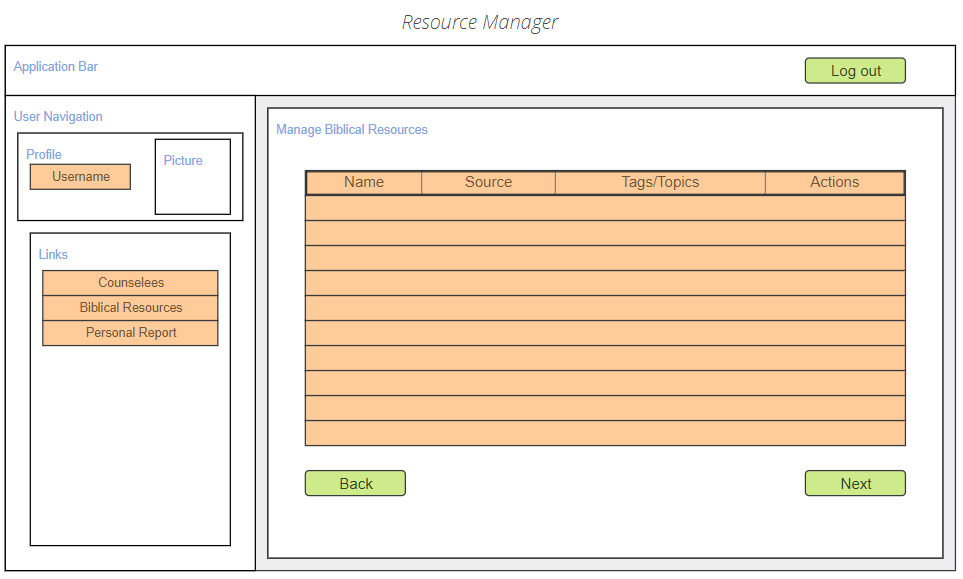 Resource Manager
Application Bar
Log out
User Navigation
Profile
Username
Picture
Links
Counselees
Biblical Resources
Personal Report
Manage Biblical Resources
Name Source Tags/Topics Actions
Back Next